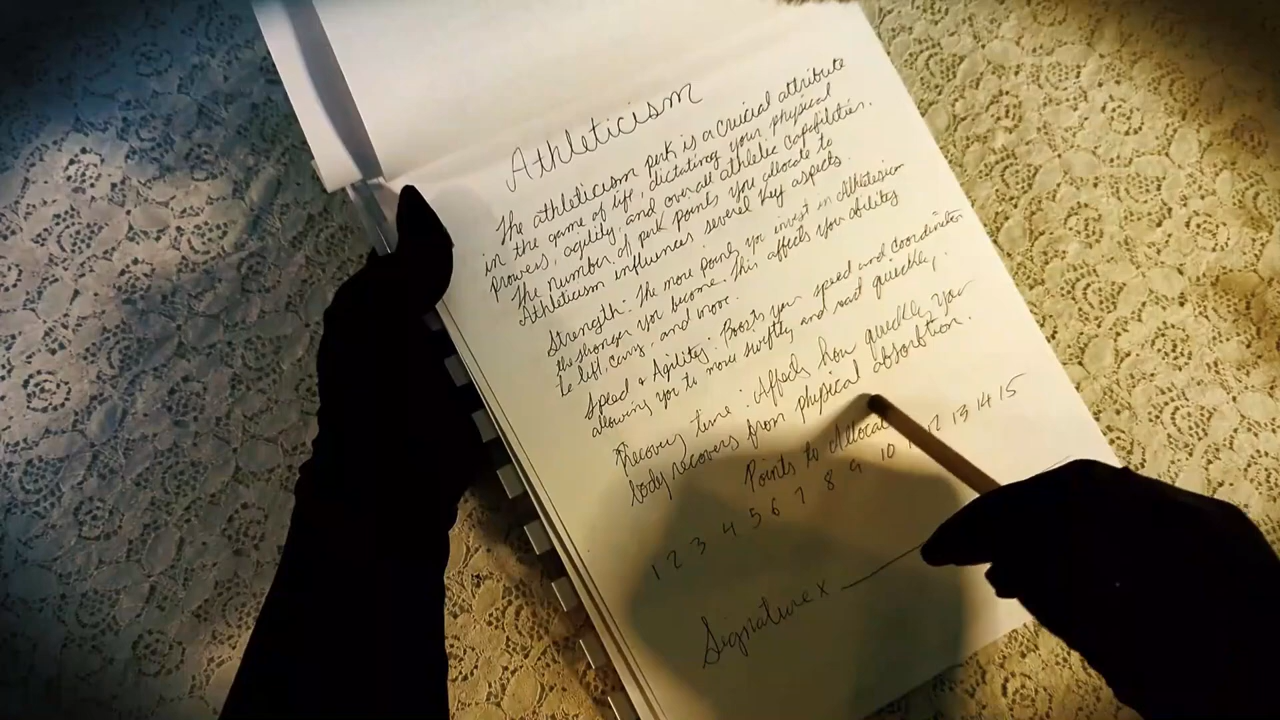 Athleticism
The athleticism perk is a crucial attribute
in the game of life, dictating your physical
prowers, agility, and overall athletic capabilities.
The number of perk points you allocate to
Athleticism influences several key aspects.
Strength: The more points you invest in Athleticism
the stronger you become. This affects your ability
to lift, carry, and more.
Speed & Agility: Boosts your speed and coordination
allowing you to move swiftly and react quickly.
Recovery time: Affects how quickly your
body recovers from physical absorbtion.
Points to allocate
1 2 3 4 5 6 7 8 9 10 12 13 14 15
Signature x